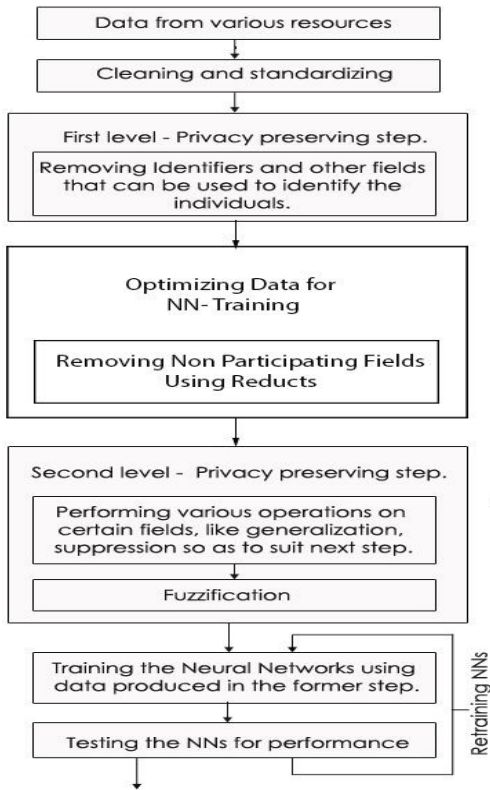 Data from various resources
Cleaning and standardizing
First level - Privacy preserving step.
Removing Identifiers and other fields
that can be used to identify the
individuals.
Optimizing Data for
NN-Training
Removing Non Participating Fields
Using Reducts
Second level - Privacy preserving step.
Performing various operations on
certain fields, like generalization,
suppression so as to suit next step.
Fuzzification
Training the Neural Networks using
data produced in the former step.
Testing the NNs for performance
Retraining NNs